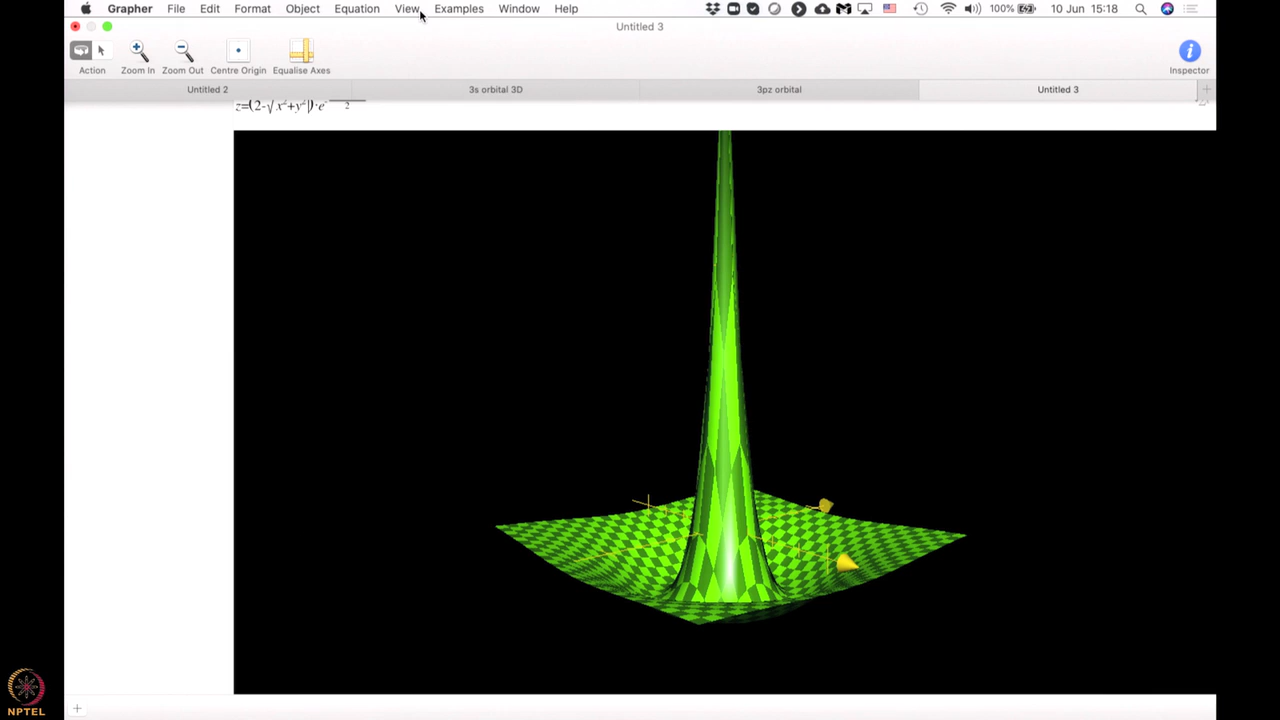 Grapher File Edit Format Object Equation View Examples Window Help 100% 10 Jun 15:18
Untitled 3
Action Zoom In Zoom Out Centre Origin Equalise Axes Inspector
Untitled 2 3s orbital 3D 3pz orbital Untitled 3 +
2
NPTEL